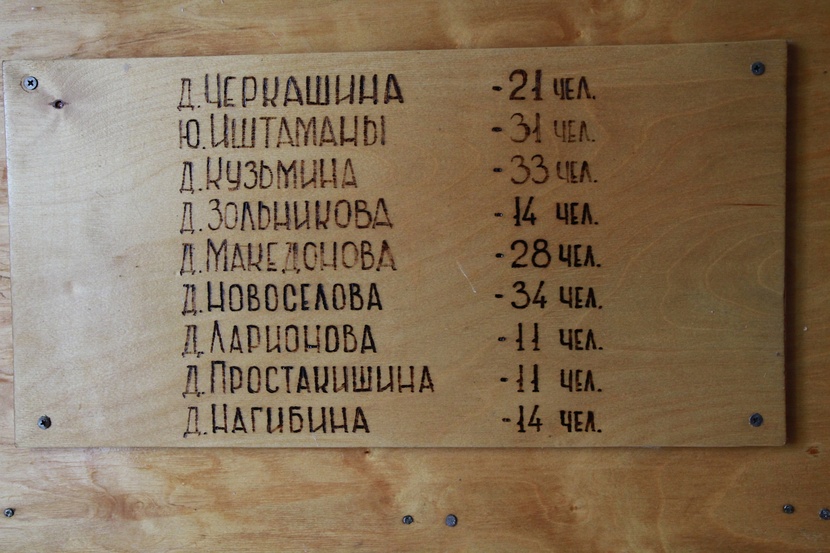 Д.ЧЕРКАШИНА -21 ЧЕЛ.
Ю.ИШТАМАНЫ -31 ЧЕЛ.
Д.КУЗЬМИНА -33 ЧЕЛ.
Д.ЗОЛЬНИКОВА -14 ЧЕЛ.
Д.МАКЕДОНОВА -28 ЧЕЛ.
Д.НОВОСЕЛОВА -34 ЧЕЛ.
Д.ЛАРИОНОВА -11 ЧЕЛ.
Д.ПРОСТАКИШИНА -11 ЧЕЛ.
Д.НАГИБИНА -14 ЧЕЛ.